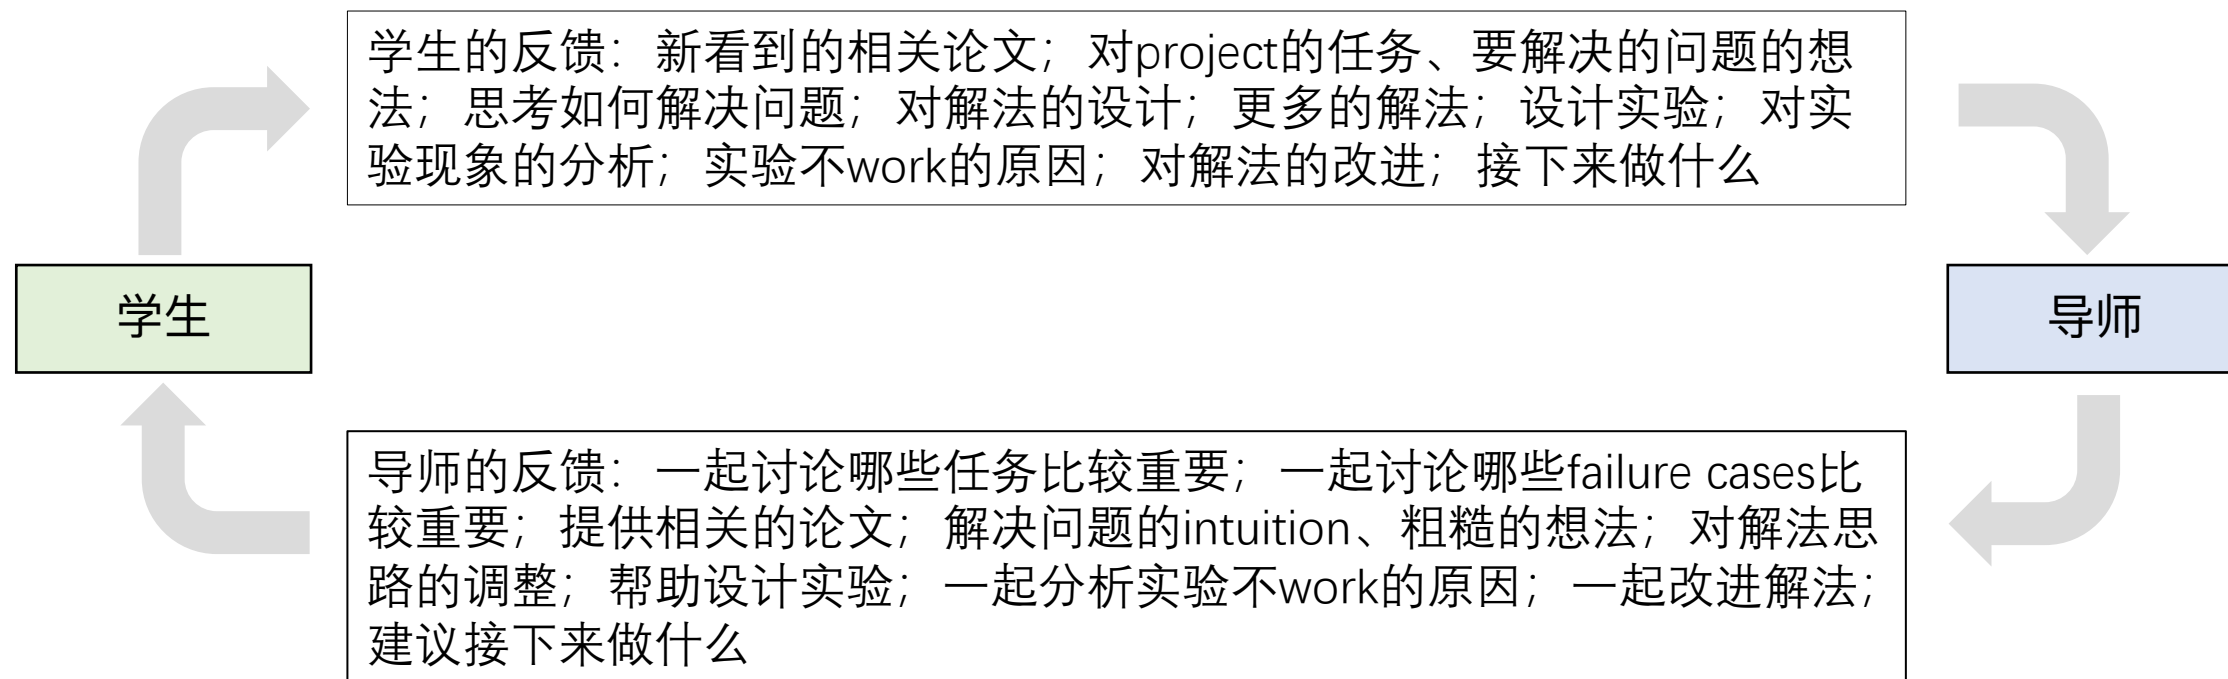 学生的反馈：新看到的相关论文；对project的任务、要解决的问题的想
法；思考如何解决问题；对解法的设计；更多的解法；设计实验；对实
验现象的分析；实验不work的原因；对解法的改进；接下来做什么
学生
导师
导师的反馈：一起讨论哪些任务比较重要；一起讨论哪些failure cases比
较重要；提供相关的论文；解决问题的intuition、粗糙的想法；对解法思
路的调整；帮助设计实验；一起分析实验不work的原因；一起改进解法；
建议接下来做什么